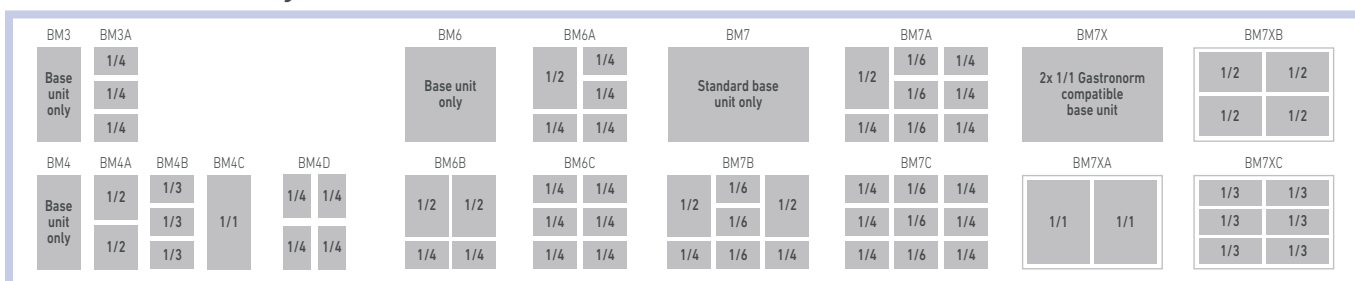 BM3 BM3A BM6 BM6A BM7 BM7A BM7X BM7XB
Base unit only
1/4
1/4
1/4
Base unit only
1/2 1/4
1/4
1/4 1/4
Standard base unit only
1/2 1/6 1/4
1/6 1/4
1/4 1/6 1/4
2x 1/1 Gastronorm compatible base unit
1/2 1/2
1/2 1/2
BM4 BM4A BM4B BM4C BM4D BM6B BM6C BM7B BM7C BM7XA BM7XC
Base unit only
1/2
1/2
1/3
1/3
1/3
1/1
1/4 1/4
1/4 1/4
1/2 1/2
1/4 1/4
1/4 1/4
1/4 1/4
1/4 1/4
1/2 1/6 1/2
1/6
1/4 1/6 1/4
1/4 1/6 1/4
1/4 1/6 1/4
1/4 1/6 1/4
1/1 1/1
1/3 1/3
1/3 1/3
1/3 1/3